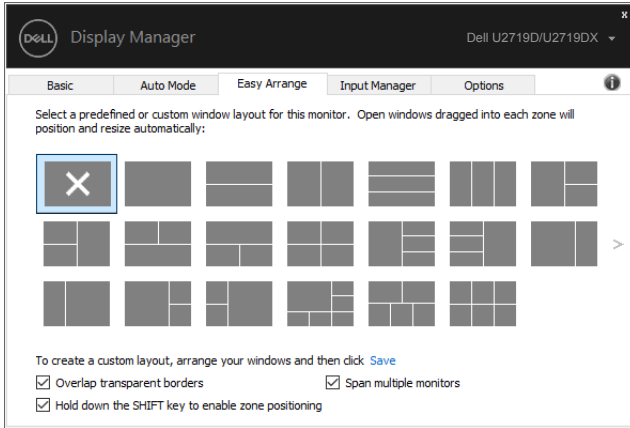 x
DELL Display Manager Dell U2719D/U2719DX
Basic Auto Mode Easy Arrange Input Manager Options i
Select a predefined or custom window layout for this monitor. Open windows dragged into each zone will
position and resize automatically:
>
To create a custom layout, arrange your windows and then click Save
Overlap transparent borders Span multiple monitors
Hold down the SHIFT key to enable zone positioning